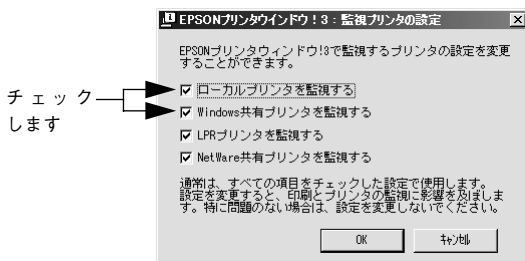 EPSONプリンタウィンドウ!3:監視プリンタの設定
EPSONプリンタウィンドウ!3で監視するプリンタの設定を変更
することができます。
ローカルプリンタを監視する
Windows共有プリンタを監視する
LPRプリンタを監視する
NetWare共有プリンタを監視する
通常は、すべての項目をチェックした設定で使用します。
設定を変更すると、印刷とプリンタの監視に影響を及ぼしま
す。特に問題のない場合は、設定を変更しないでください。
OK
キャンセル
チェック
します